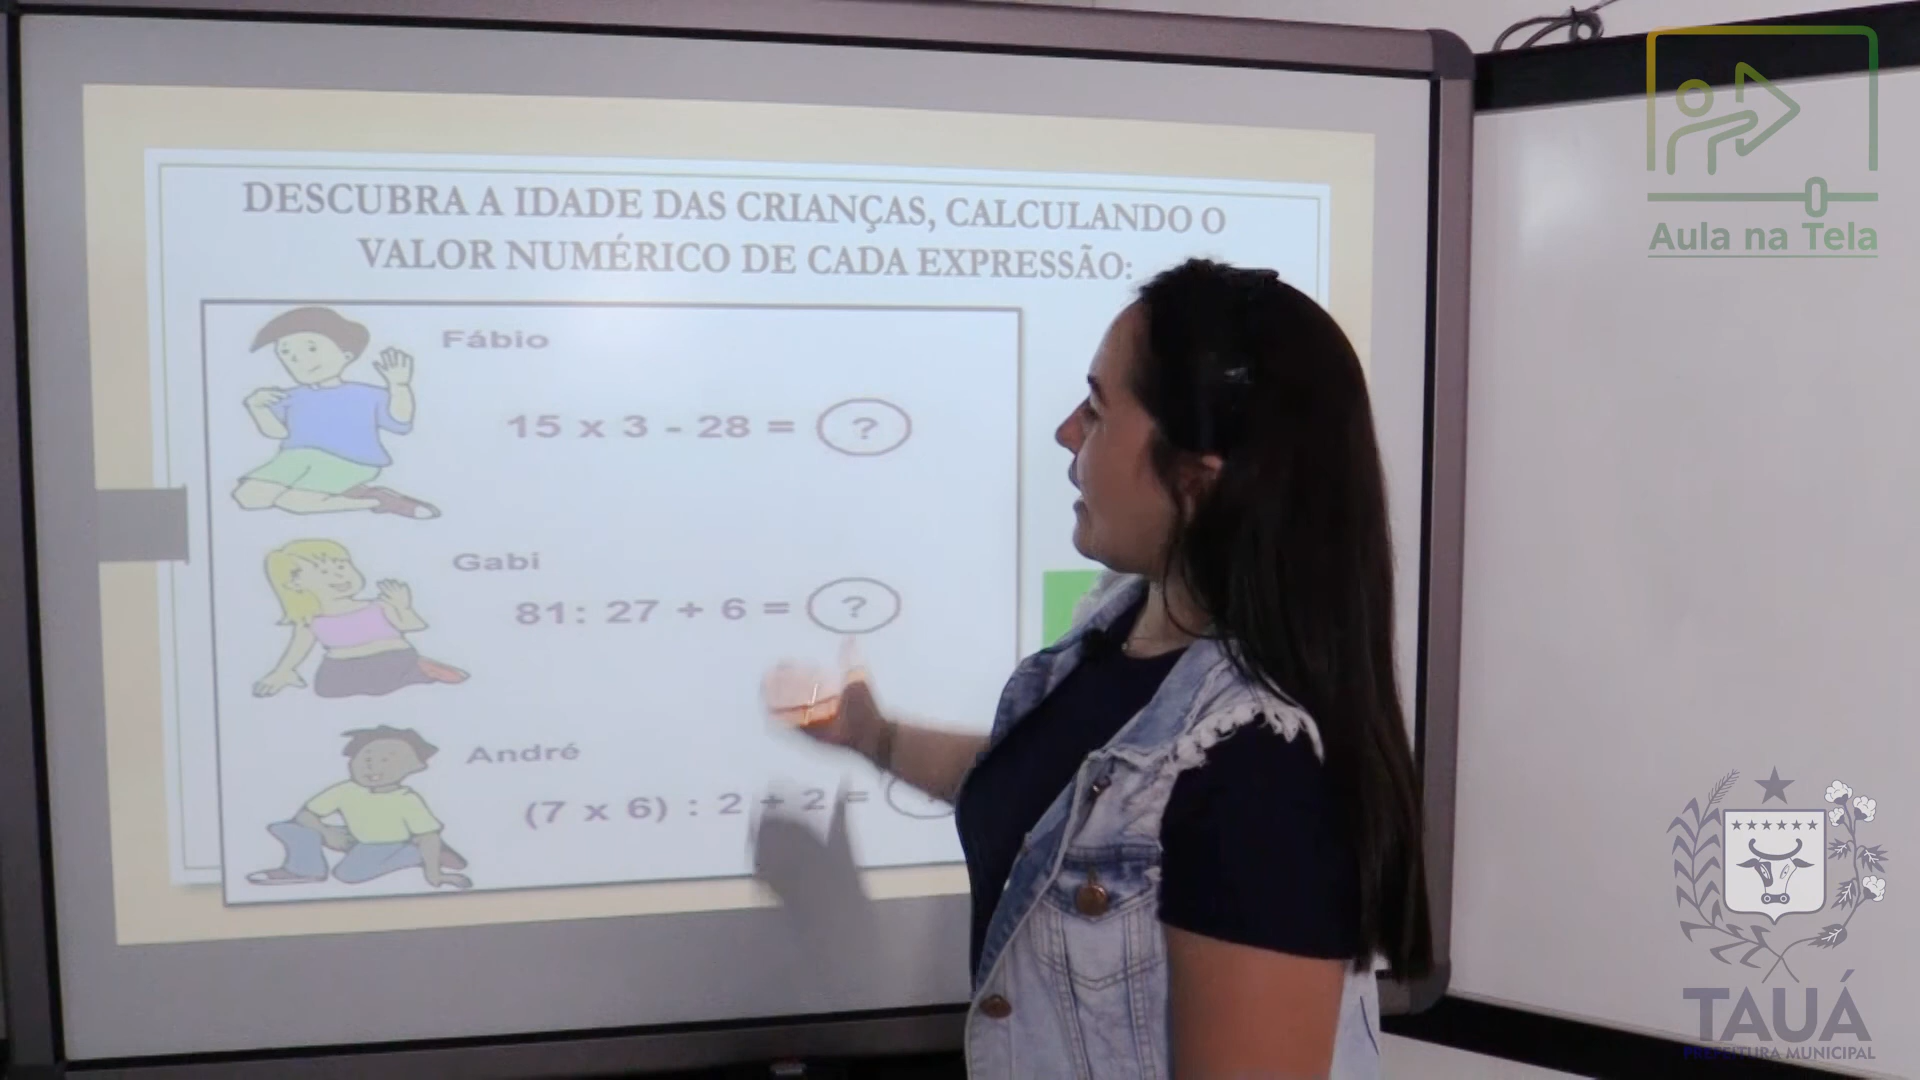 DESCUBRA A IDADE DAS CRIANÇAS, CALCULANDO O
VALOR NUMÉRICO DE CADA EXPRESSÃO:
Fábio
15 x 3 - 28 = ?
Gabi
81: 27 + 6 = ?
André
(7 x 6) : 2 + 2 = ?
Aula na Tela
TAUÁ
PREFEITURA MUNICIPAL